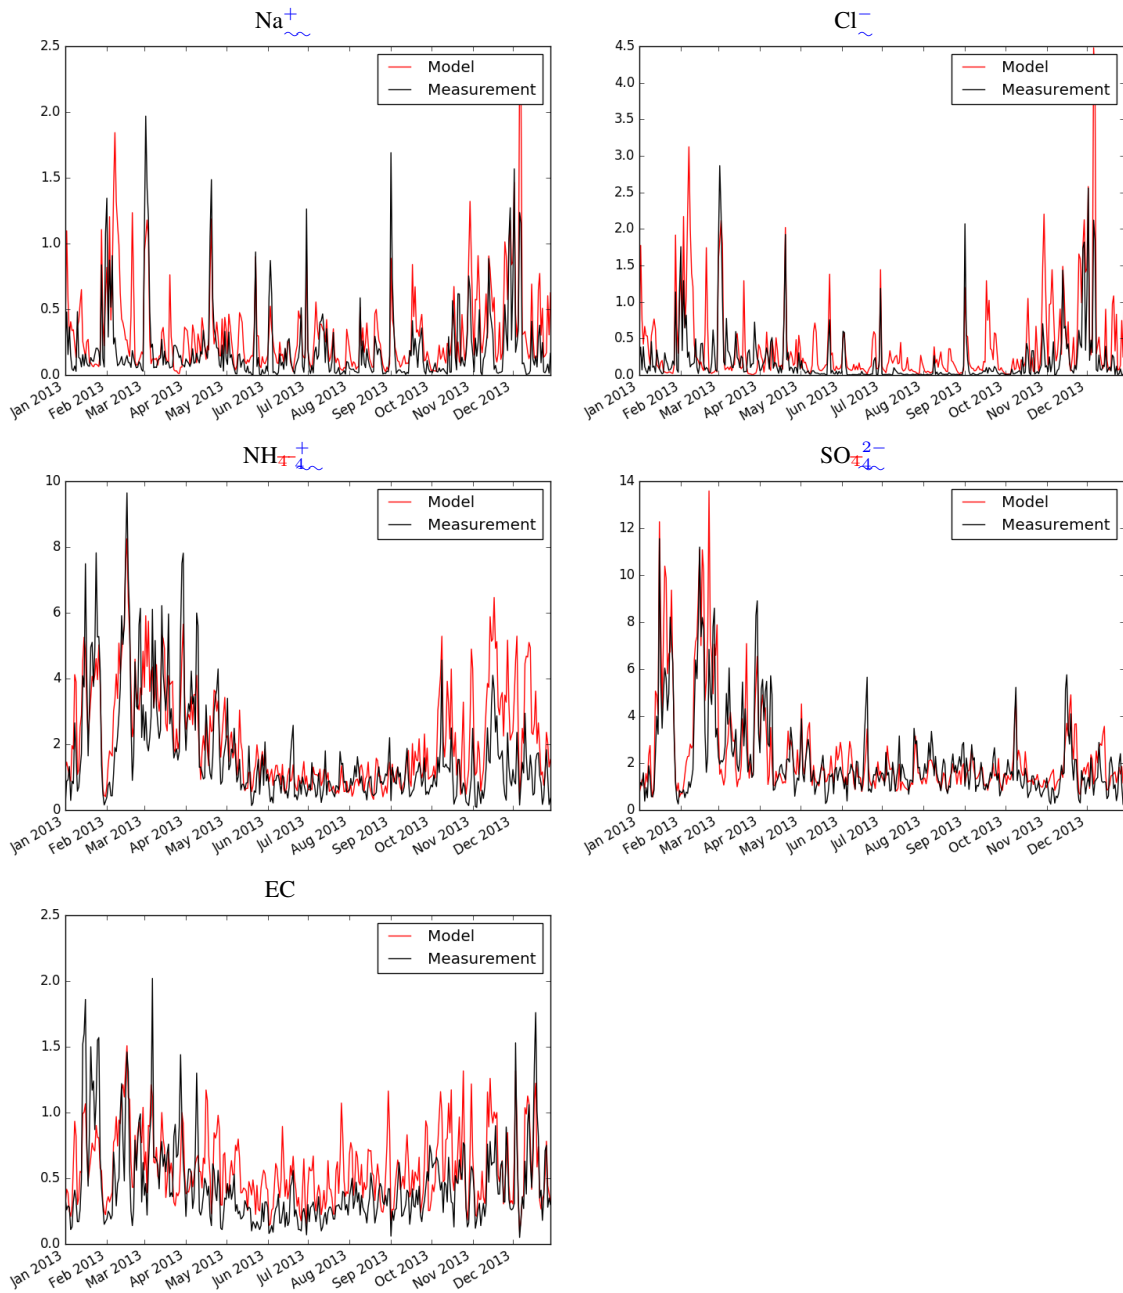 Na+
Cl−
2.5
2.0
1.5
1.0
0.5
0.0
Model
Measurement
Jan 2013
Feb 2013
Mar 2013
Apr 2013
May 2013
Jun 2013
Jul 2013
Aug 2013
Sep 2013
Oct 2013
Nov 2013
Dec 2013
4.5
4.0
3.5
3.0
2.5
2.0
1.5
1.0
0.5
0.0
Model
Measurement
Jan 2013
Feb 2013
Mar 2013
Apr 2013
May 2013
Jun 2013
Jul 2013
Aug 2013
Sep 2013
Oct 2013
Nov 2013
Dec 2013
NH4 4+
SO4 42−
10
8
6
4
2
0
Model
Measurement
Jan 2013
Feb 2013
Mar 2013
Apr 2013
May 2013
Jun 2013
Jul 2013
Aug 2013
Sep 2013
Oct 2013
Nov 2013
Dec 2013
14
12
10
8
6
4
2
0
Model
Measurement
Jan 2013
Feb 2013
Mar 2013
Apr 2013
May 2013
Jun 2013
Jul 2013
Aug 2013
Sep 2013
Oct 2013
Nov 2013
Dec 2013
EC
2.5
2.0
1.5
1.0
0.5
0.0
Model
Measurement
Jan 2013
Feb 2013
Mar 2013
Apr 2013
May 2013
Jun 2013
Jul 2013
Aug 2013
Sep 2013
Oct 2013
Nov 2013
Dec 2013